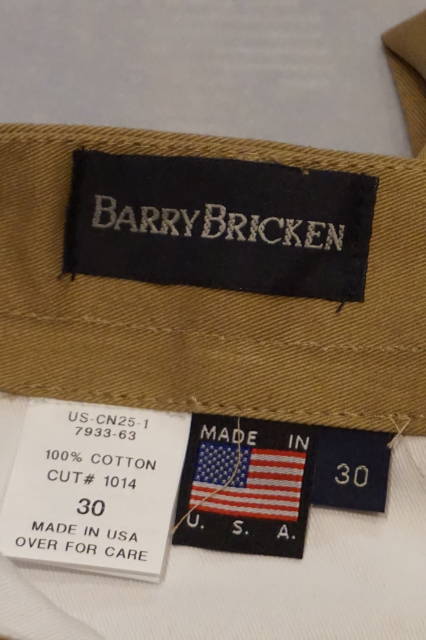 BARRY BRICKEN
US-CN25-1
7933-63
100% COTTON
CUT# 1014
30
MADE IN USA
OVER FOR CARE
MADE IN
U. S. A.
30